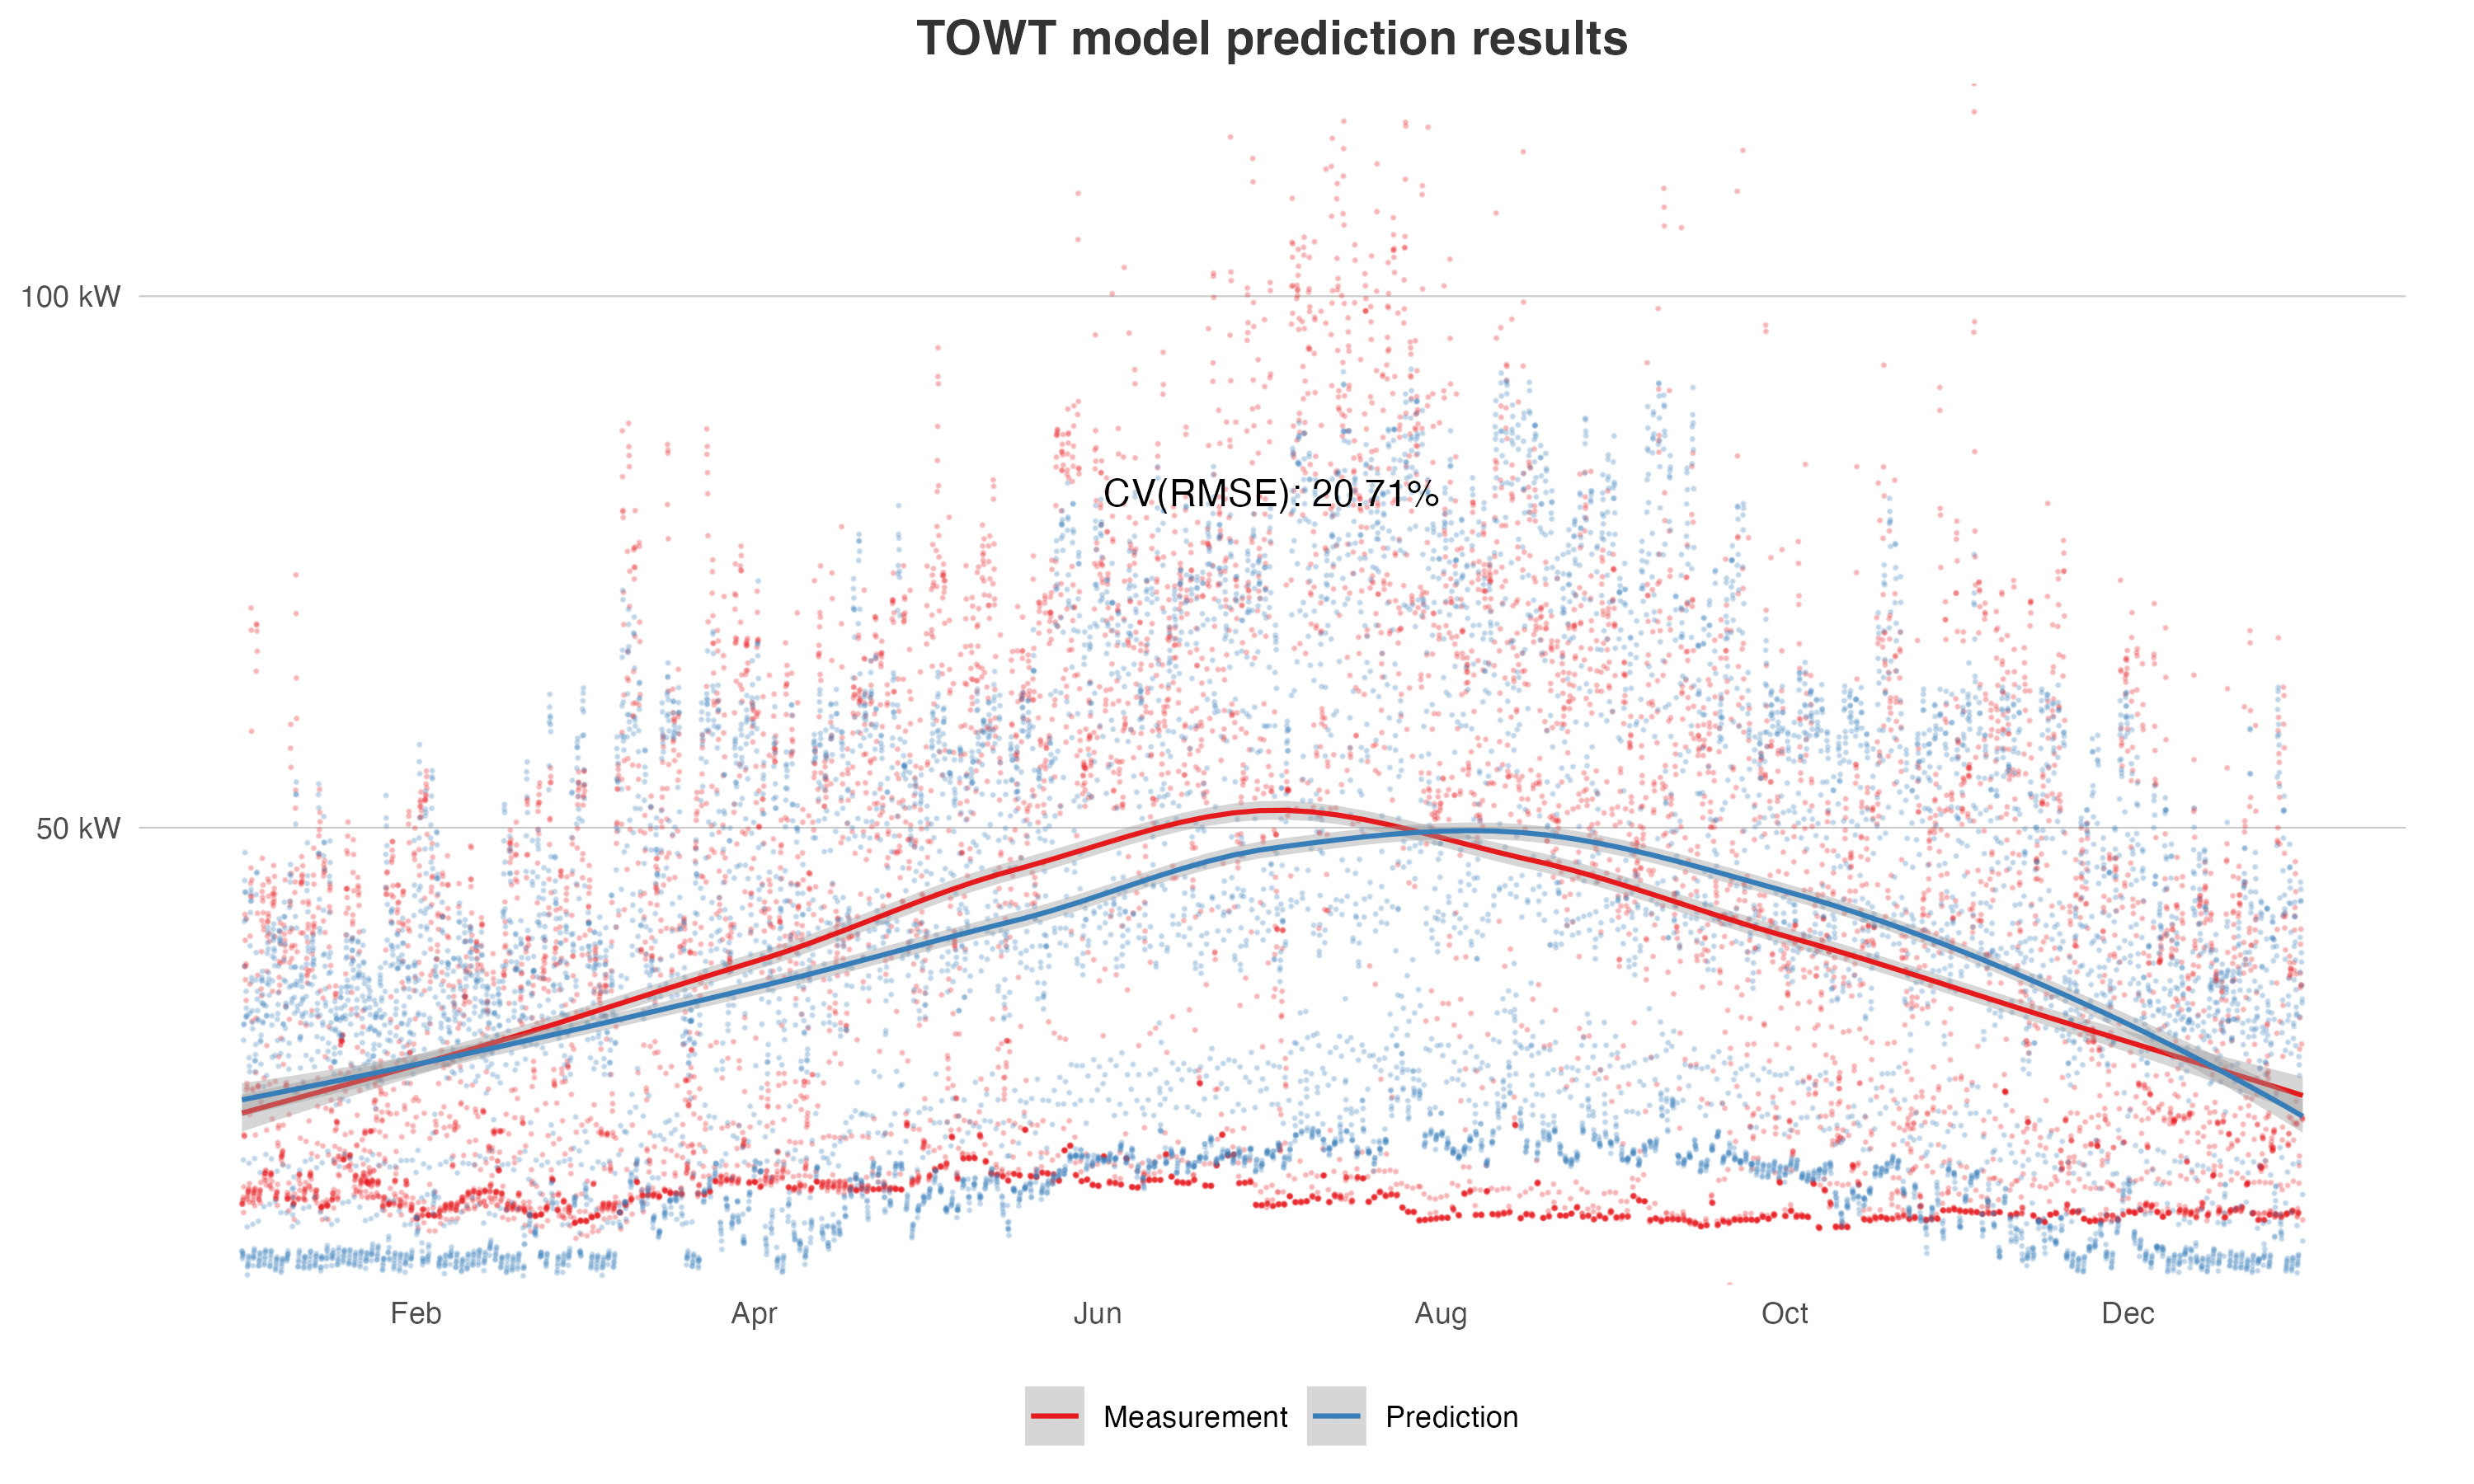 TOWT model prediction results
100 kW
CV(RMSE): 20.71%
50 kW
Feb Apr Jun Aug Oct Dec
Measurement Prediction